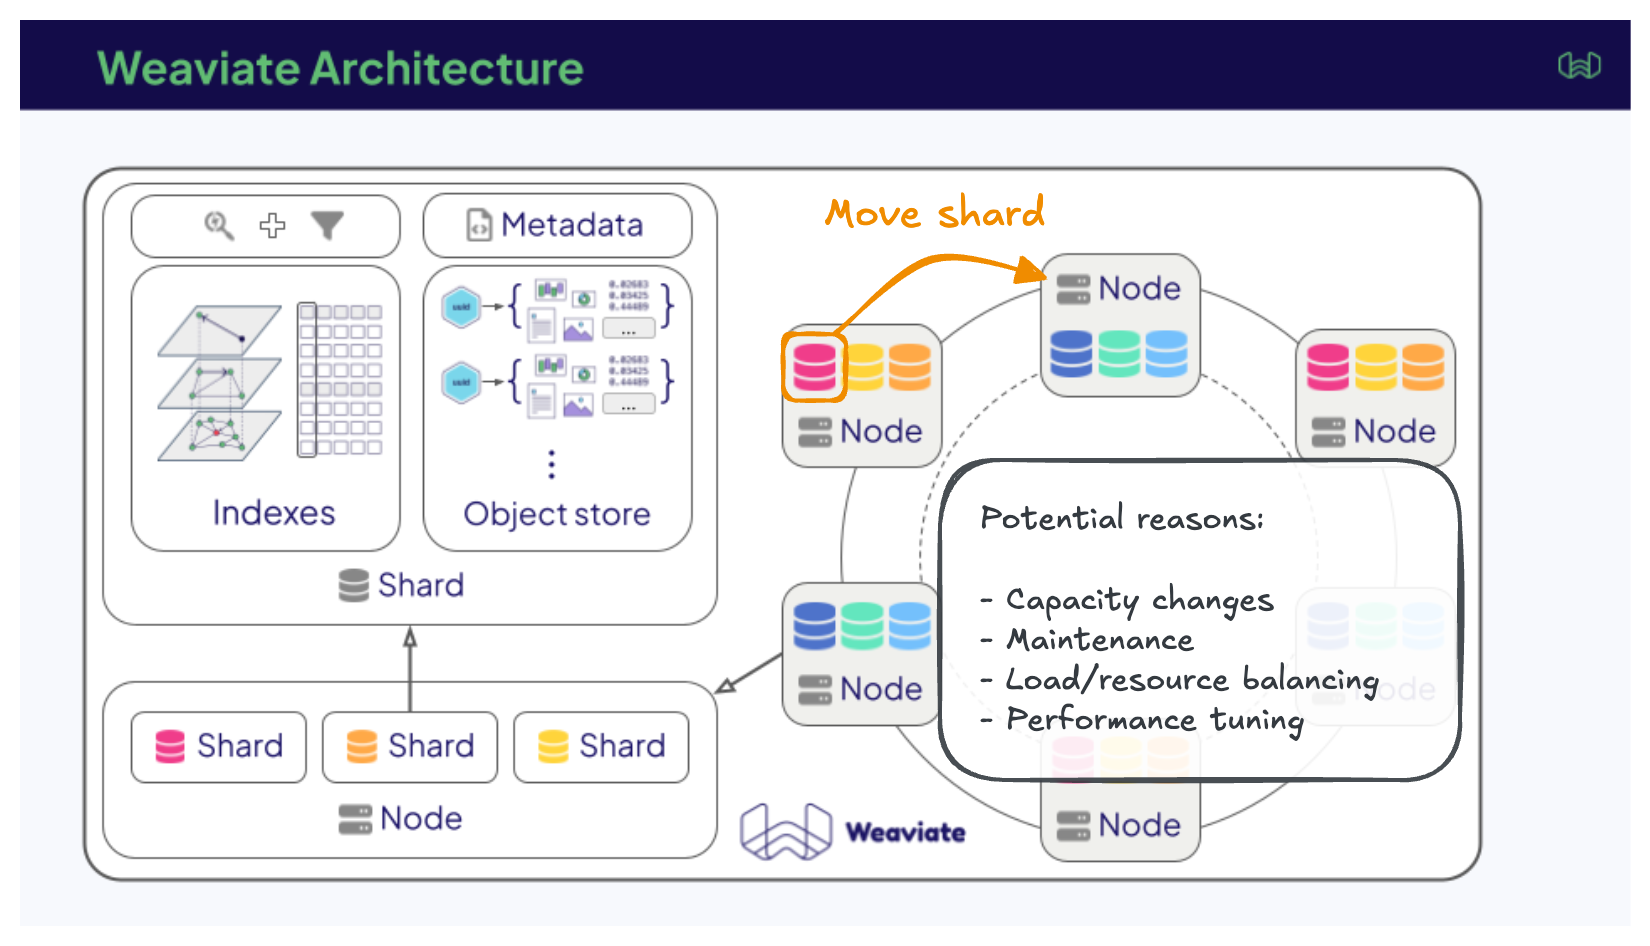 Weaviate Architecture
Metadata
uuid
0.02683
0.03425
0.44489
...
uuid
0.02683
0.03425
0.44489
...
Indexes
Object store
Shard
Shard
Shard
Shard
Node
Move shard
Node
Node
Node
Node
Node
Node
Potential reasons:
- Capacity changes
- Maintenance
- Load/resource balancing
- Performance tuning
Weaviate